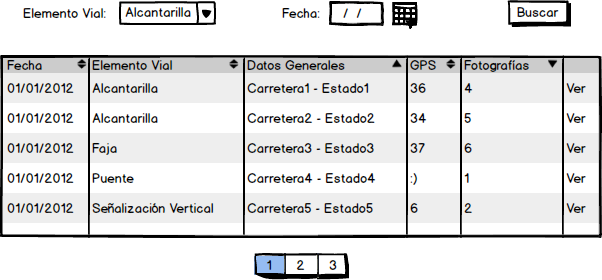 Elemento Vial: Alcantarilla Fecha: / / Buscar
Fecha Elemento Vial Datos Generales GPS Fotografías
01/01/2012 Alcantarilla Carretera1 - Estado1 36 4 Ver
01/01/2012 Alcantarilla Carretera2 - Estado2 34 5 Ver
01/01/2012 Faja Carretera3 - Estado3 37 6 Ver
01/01/2012 Puente Carretera4 - Estado4 :) 1 Ver
01/01/2012 Señalización Vertical Carretera5 - Estado5 6 2 Ver
1 2 3